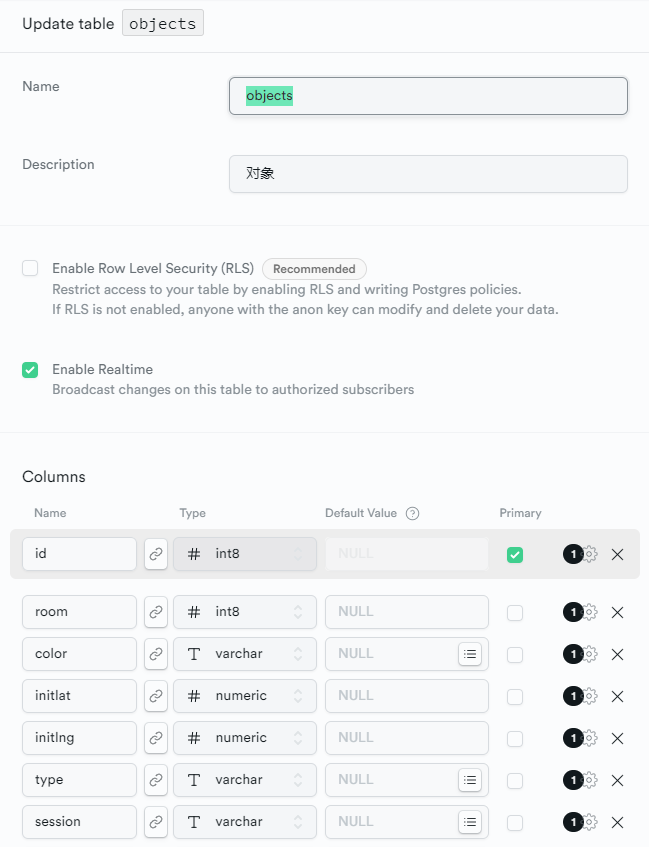 Update table objects
Name
objects
Description
对象
Enable Row Level Security (RLS) Recommended
Restrict access to your table by enabling RLS and writing Postgres policies.
If RLS is not enabled, anyone with the anon key can modify and delete your data.
Enable Realtime
Broadcast changes on this table to authorized subscribers
Columns
Name Type Default Value ? Primary
id # int8 NULL 1
room # int8 NULL 1
color T varchar NULL 1
initlat # numeric NULL 1
initlng # numeric NULL 1
type T varchar NULL 1
session T varchar NULL 1